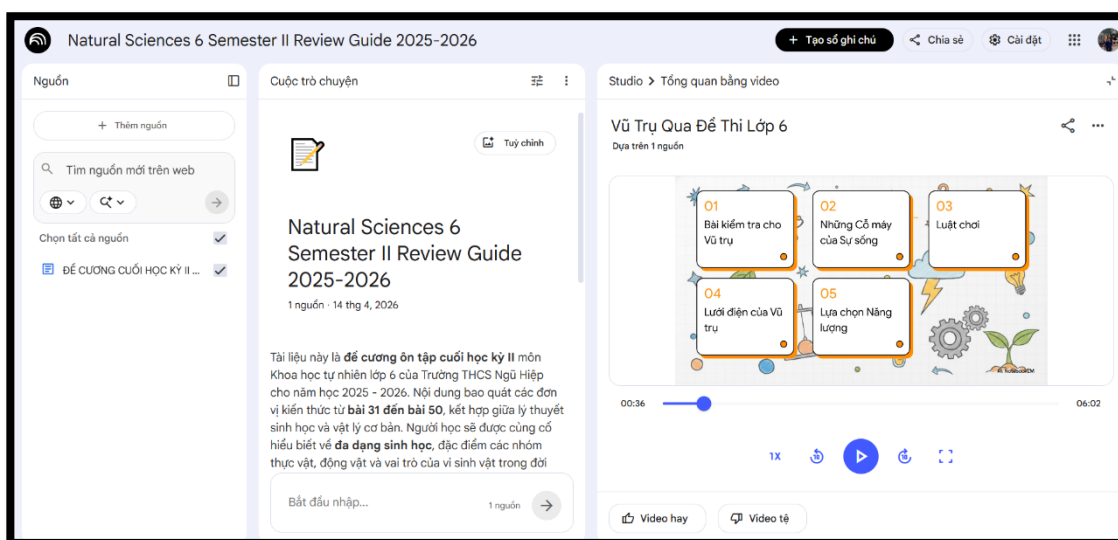 Natural Sciences 6 Semester II Review Guide 2025-2026
+ Tạo sổ ghi chú
Chia sẻ
Cài đặt
Nguồn
+ Thêm nguồn
Tìm nguồn mới trên web
Chọn tất cả nguồn
ĐỀ CƯƠNG CUỐI HỌC KỲ II ...
Cuộc trò chuyện
Tuỳ chỉnh
Natural Sciences 6
Semester II Review Guide
2025-2026
1 nguồn · 14 thg 4, 2026
Tài liệu này là đề cương ôn tập cuối học kỳ II môn
Khoa học tự nhiên lớp 6 của Trường THCS Ngũ Hiệp
cho năm học 2025 - 2026. Nội dung bao quát các đơn
vị kiến thức từ bài 31 đến bài 50, kết hợp giữa lý thuyết
sinh học và vật lý cơ bản. Người học sẽ được củng cố
hiểu biết về đa dạng sinh học, đặc điểm các nhóm
thực vật, động vật và vai trò của vi sinh vật trong đời
Bắt đầu nhập...
1 nguồn
Studio > Tổng quan bằng video
Vũ Trụ Qua Đề Thi Lớp 6
Dựa trên 1 nguồn
01
Bài kiểm tra cho
Vũ trụ
02
Những Cỗ máy
của Sự sống
03
Luật chơi
04
Lưới điện của Vũ
trụ
05
Lựa chọn Năng
lượng
NotebookLM
00:36
06:02
1X
10
10
Video hay
Video tệ